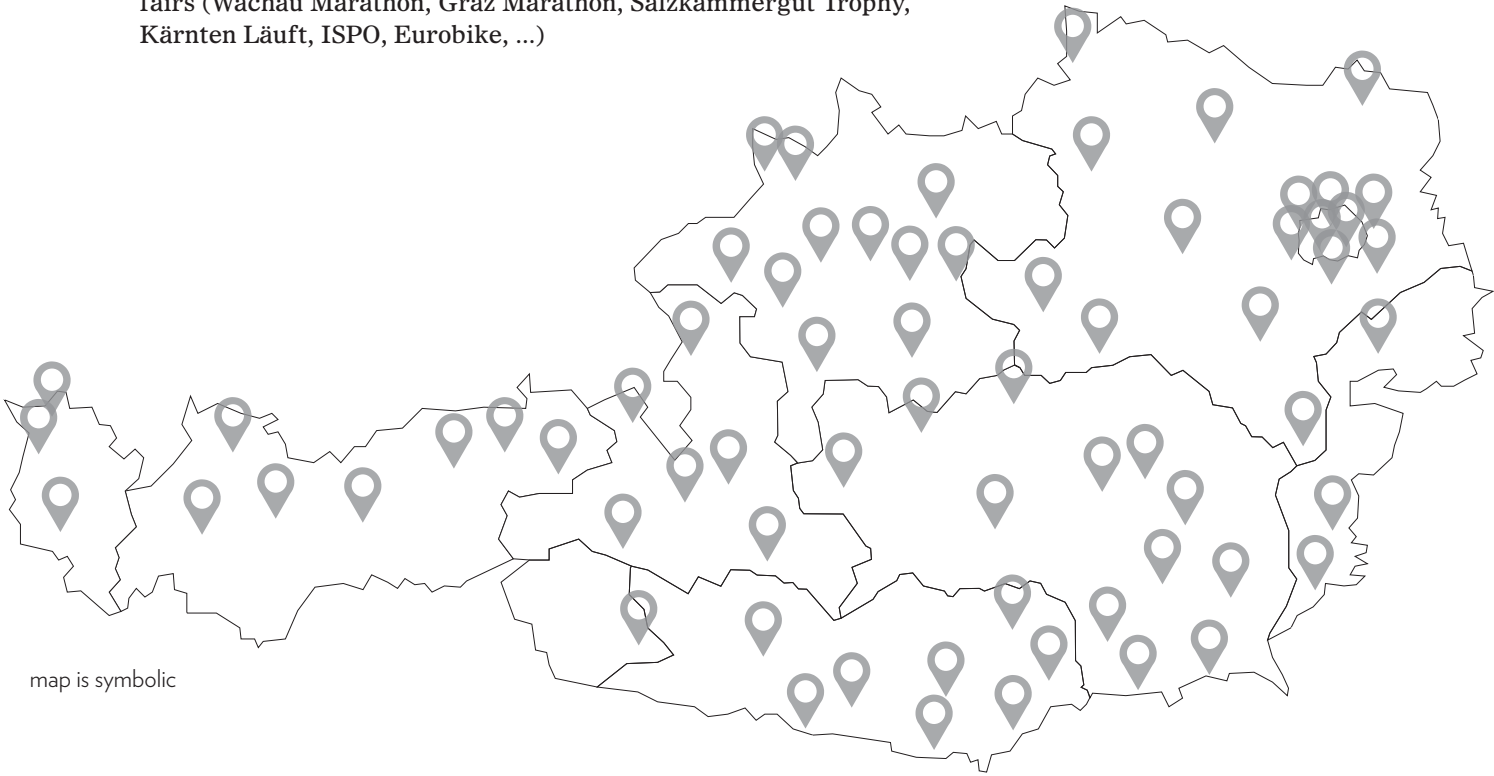 fairs (Wachau Marathon, Graz Marathon, Salzkammergut Trophy,
Kärnten Läuft, ISPO, Eurobike, ...)
map is symbolic